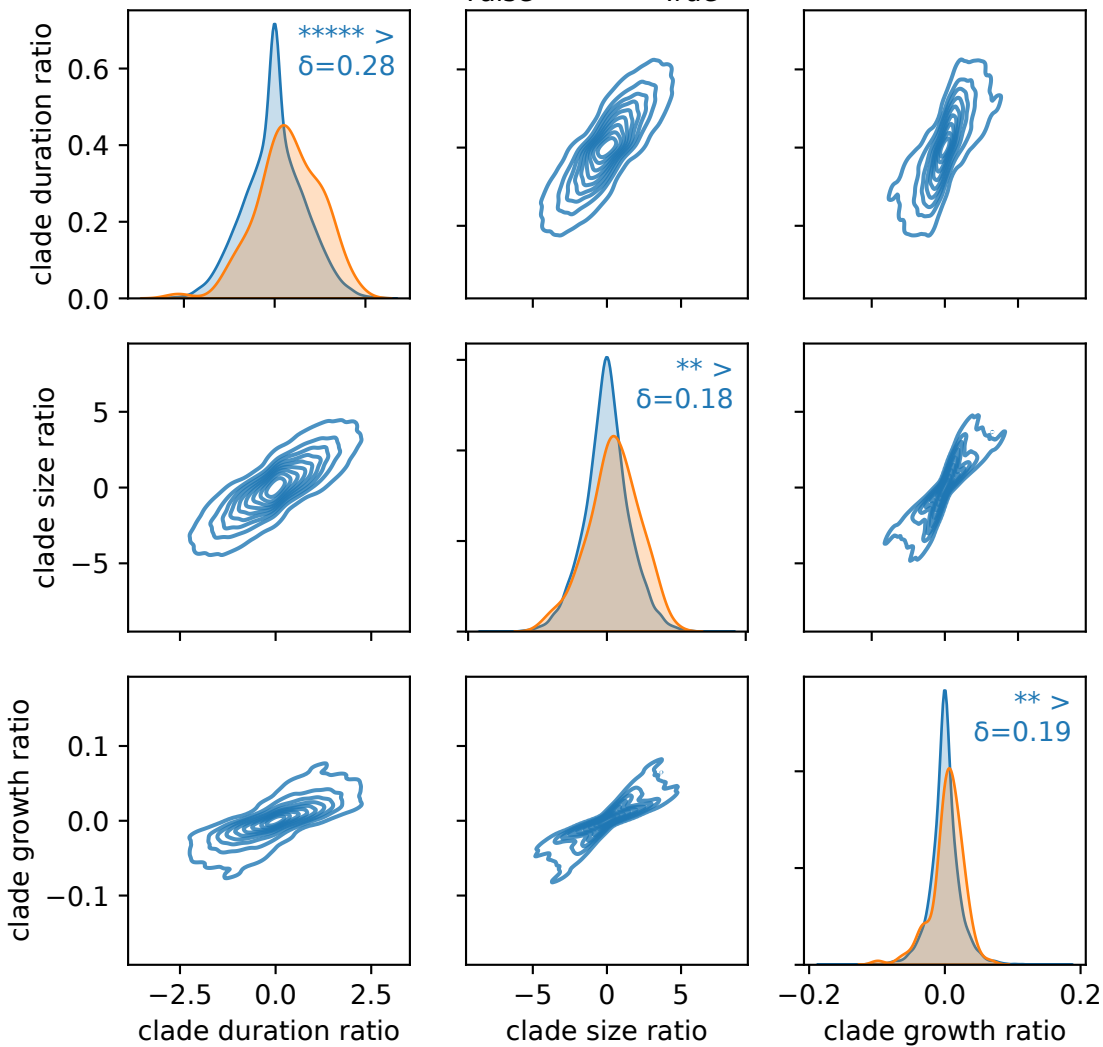 clade duration ratio
0.6
0.4
0.2
0.0
***** >
δ=0.28
clade size ratio
5
0
−5
** >
δ=0.18
clade growth ratio
0.1
0.0
−0.1
** >
δ=0.19
−2.5 0.0 2.5
−5 0 5
−0.2 0.0 0.2
clade duration ratio
clade size ratio
clade growth ratio